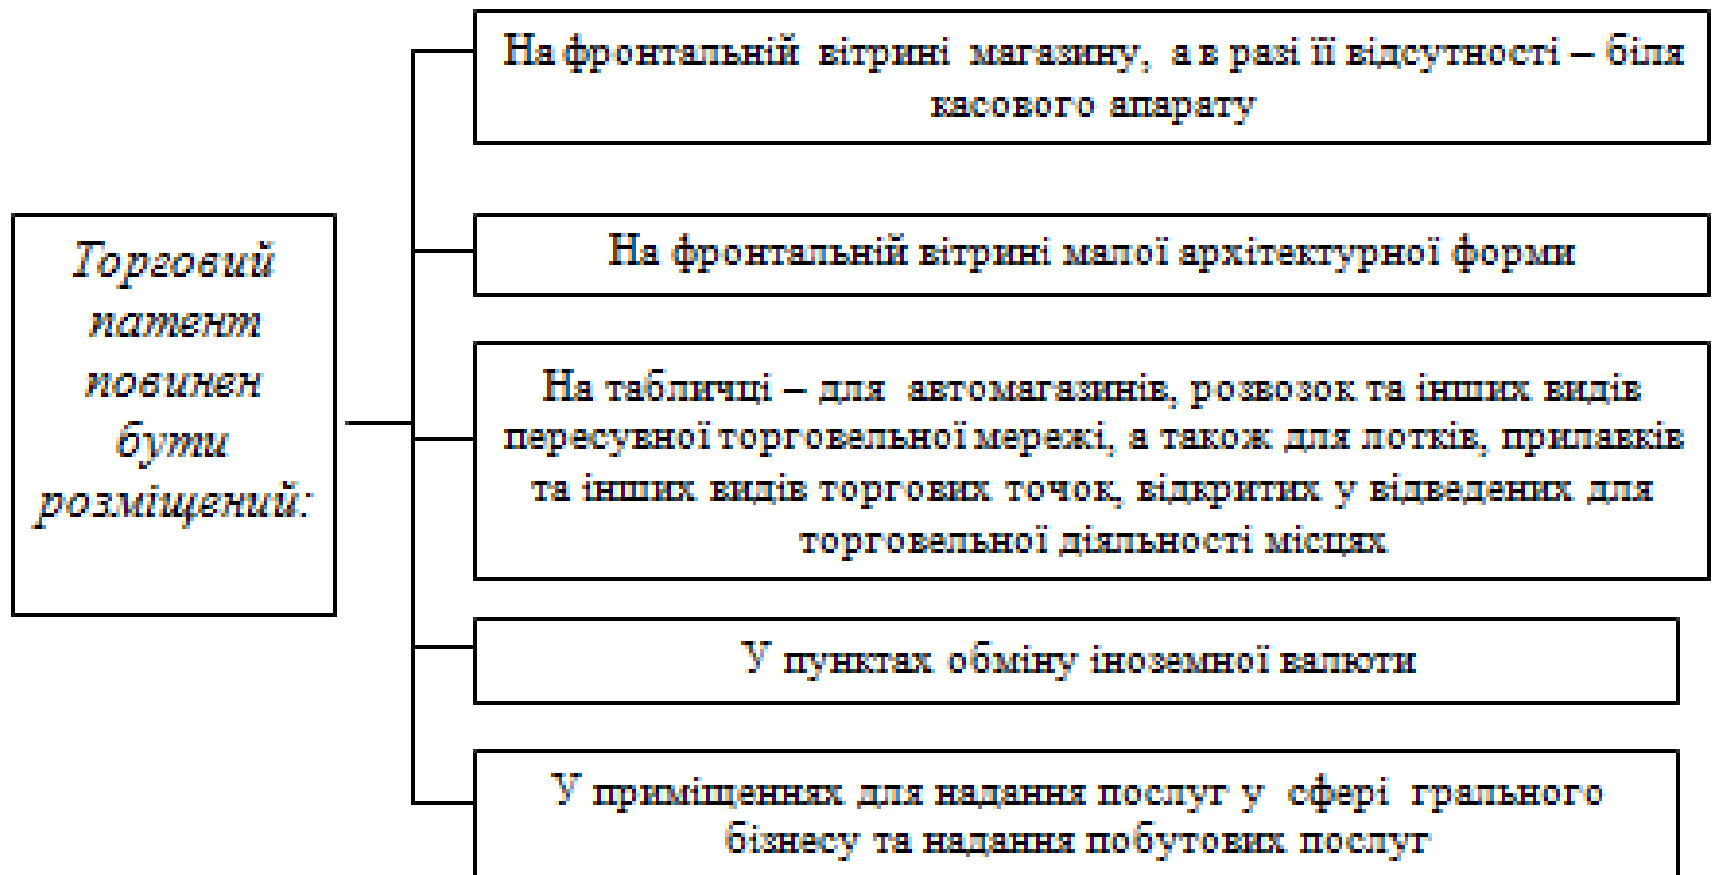 Торговий
патент
повинен
бути
розміщений:
На фронтальній вітрині магазину, а в разі її відсутності – біля
касового апарату
На фронтальній вітрині малої архітектурної форми
На табличці – для автомагазинів, розвозок та інших видів
пересувної торговельної мережі, а також для лотків, прилавків
та інших видів торгових точок, відкритих у відведених для
торговельної діяльності місцях
У пунктах обміну іноземної валюти
У приміщеннях для надання послуг у сфері грального
бізнесу та надання побутових послуг